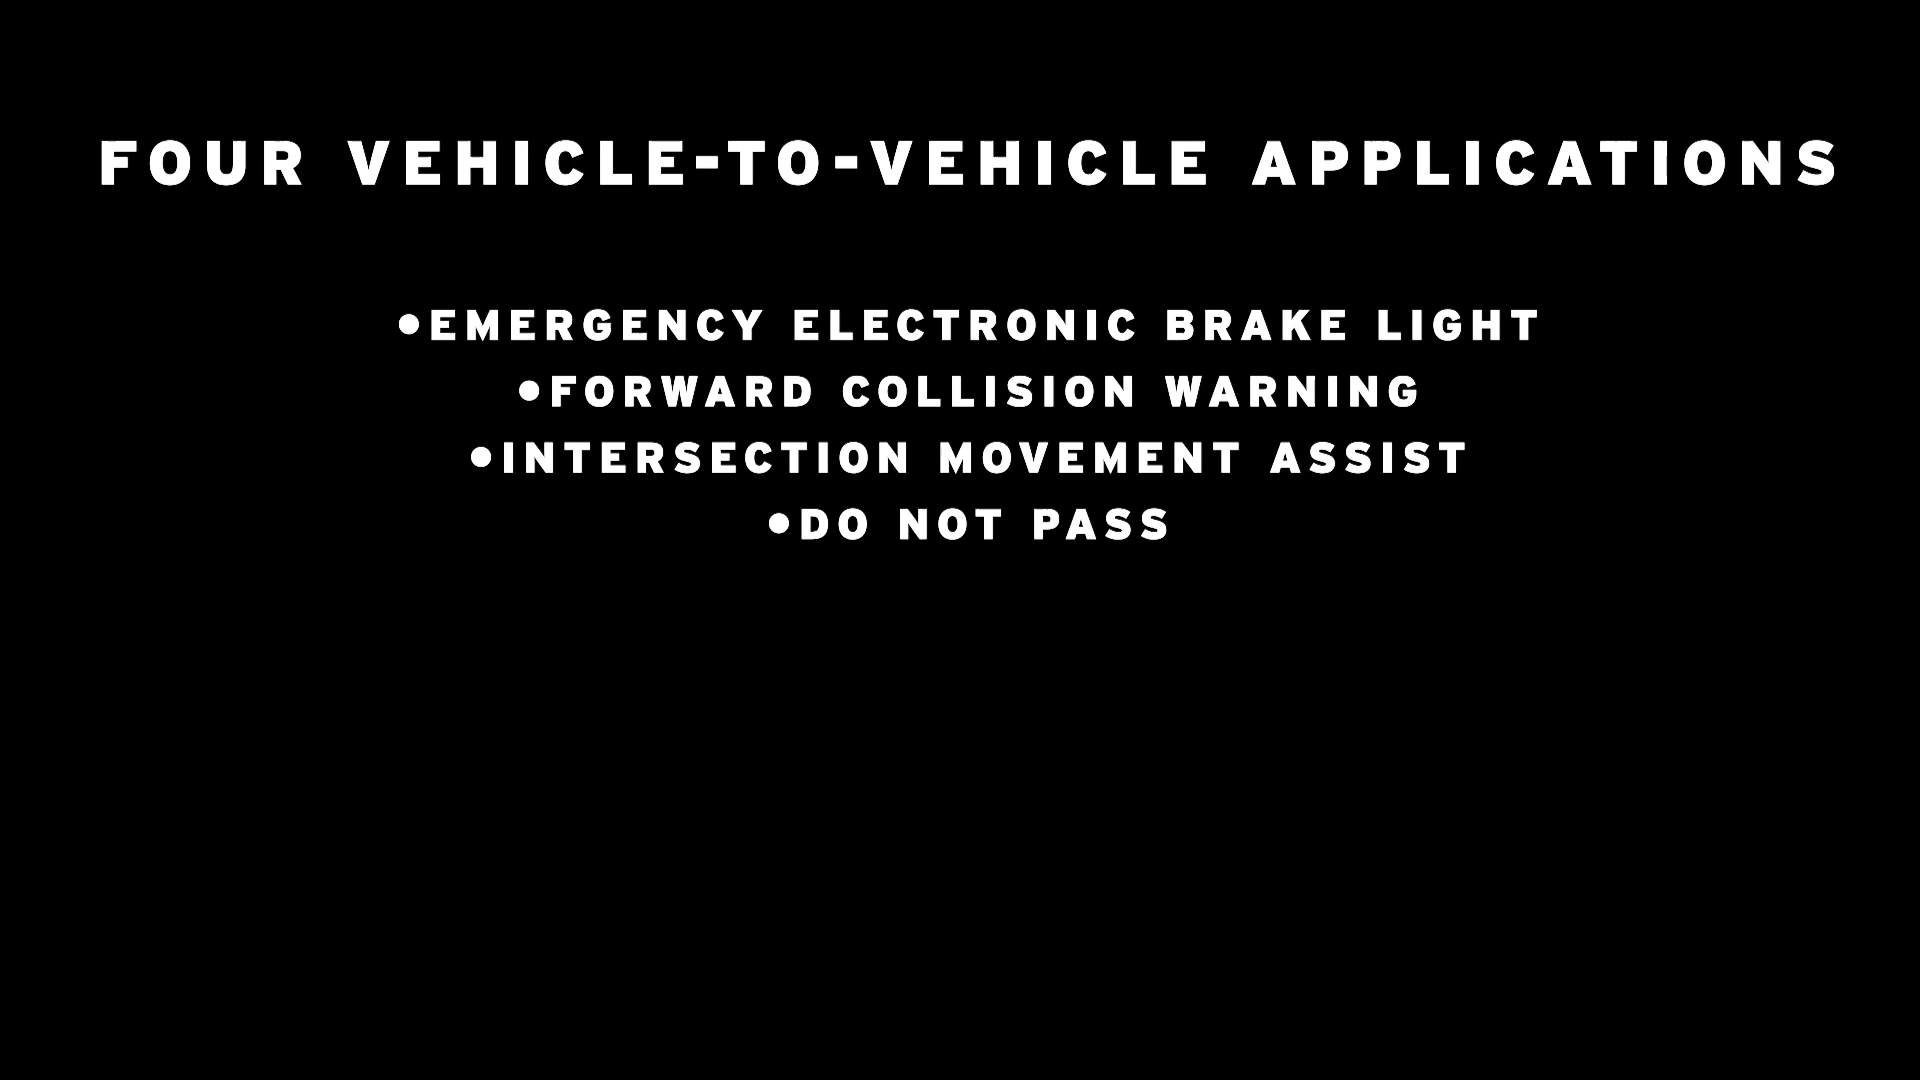 FOUR VEHICLE-TO-VEHICLE APPLICATIONS
•EMERGENCY ELECTRONIC BRAKE LIGHT
•FORWARD COLLISION WARNING
•INTERSECTION MOVEMENT ASSIST
•DO NOT PASS